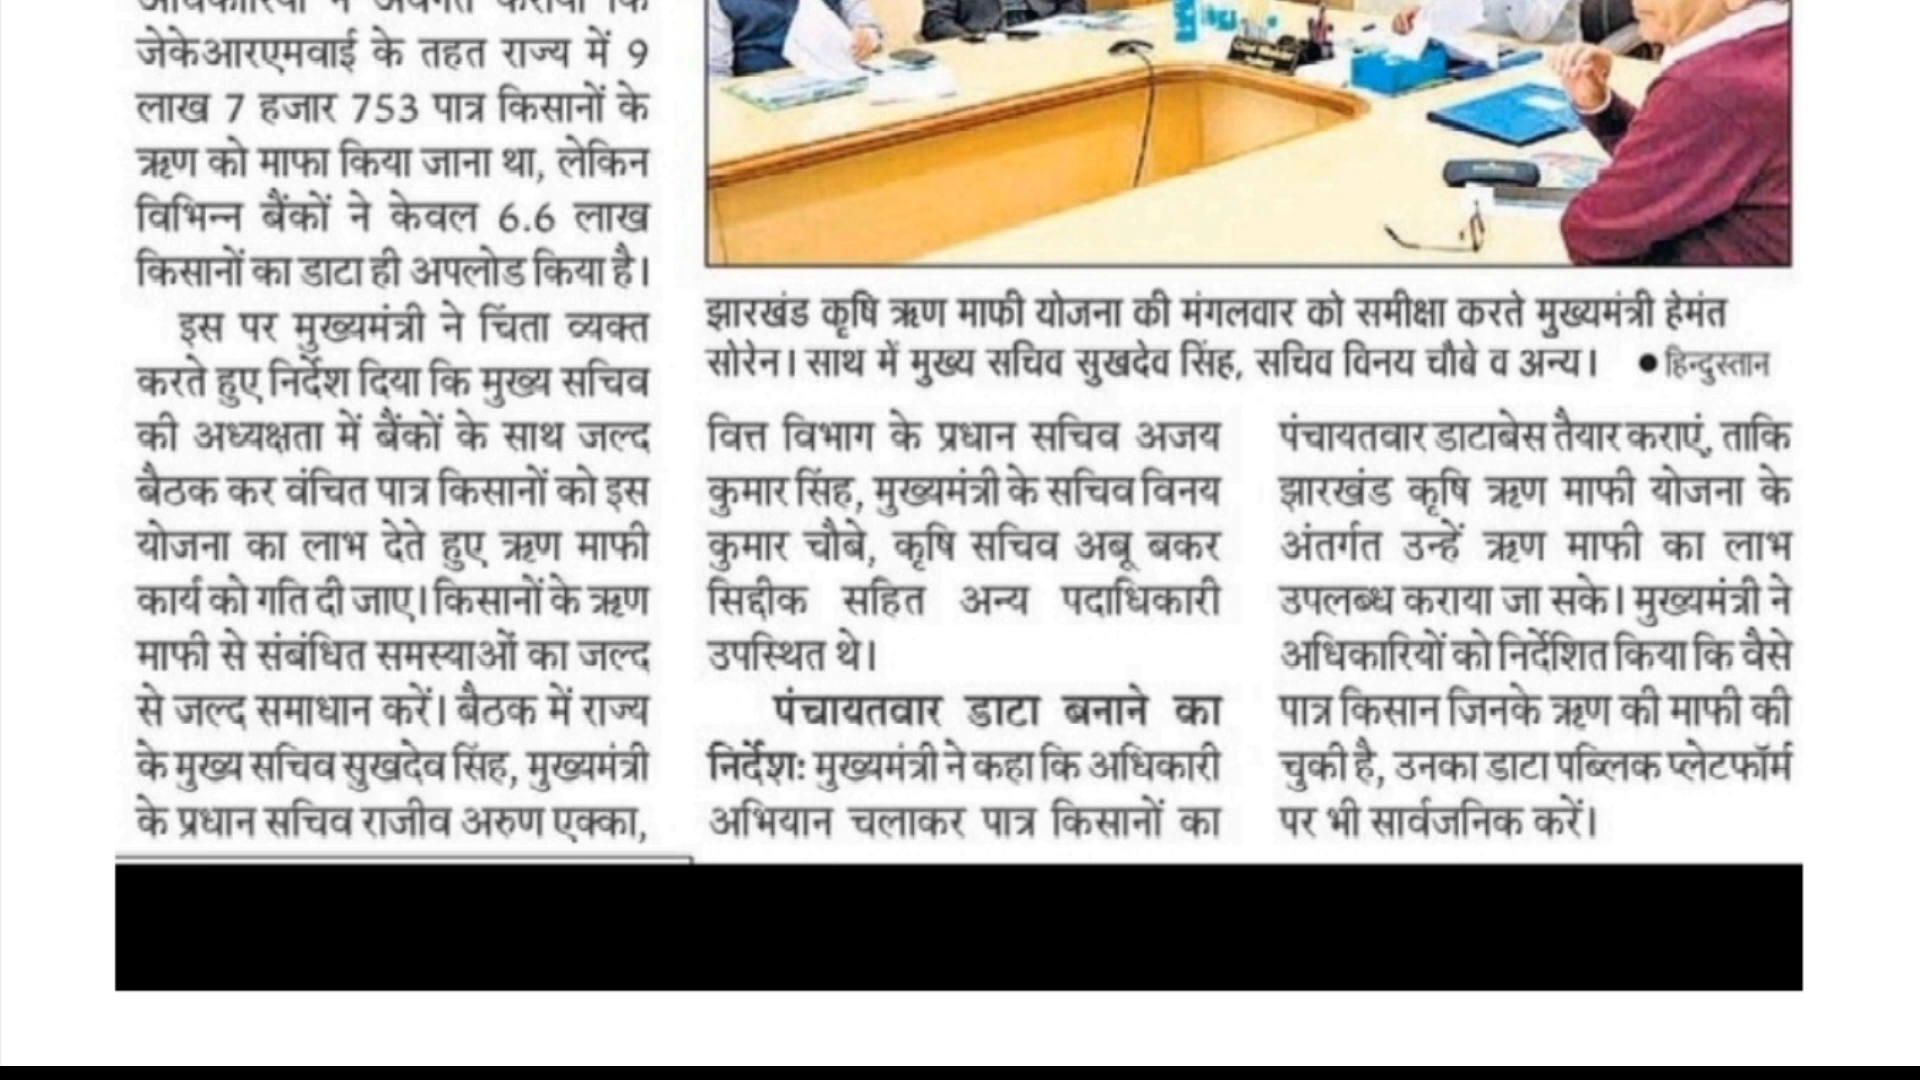 जेकेआरएमवाई के तहत राज्य में 9
लाख 7 हजार 753 पात्र किसानों के
ऋण को माफा किया जाना था, लेकिन
विभिन्न बैंकों ने केवल 6.6 लाख
किसानों का डाटा ही अपलोड किया है।
इस पर मुख्यमंत्री ने चिंता व्यक्त
करते हुए निर्देश दिया कि मुख्य सचिव
की अध्यक्षता में बैंकों के साथ जल्द
बैठक कर वंचित पात्र किसानों को इस
योजना का लाभ देते हुए ऋण माफी
कार्य को गति दी जाए। किसानों के ऋण
माफी से संबंधित समस्याओं का जल्द
से जल्द समाधान करें। बैठक में राज्य
के मुख्य सचिव सुखदेव सिंह, मुख्यमंत्री
के प्रधान सचिव राजीव अरुण एक्का,
झारखंड कृषि ऋण माफी योजना की मंगलवार को समीक्षा करते मुख्यमंत्री हेमंत
सोरेन। साथ में मुख्य सचिव सुखदेव सिंह, सचिव विनय चौबे व अन्य। ● हिन्दुस्तान
वित्त विभाग के प्रधान सचिव अजय
कुमार सिंह, मुख्यमंत्री के सचिव विनय
कुमार चौबे, कृषि सचिव अबू बकर
सिद्दीक सहित अन्य पदाधिकारी
उपस्थित थे।
पंचायतवार डाटा बनाने का
निर्देश: मुख्यमंत्री ने कहा कि अधिकारी
अभियान चलाकर पात्र किसानों का
पंचायतवार डाटाबेस तैयार कराएं, ताकि
झारखंड कृषि ऋण माफी योजना के
अंतर्गत उन्हें ऋण माफी का लाभ
उपलब्ध कराया जा सके। मुख्यमंत्री ने
अधिकारियों को निर्देशित किया कि वैसे
पात्र किसान जिनके ऋण की माफी की
चुकी है, उनका डाटा पब्लिक प्लेटफॉर्म
पर भी सार्वजनिक करें।